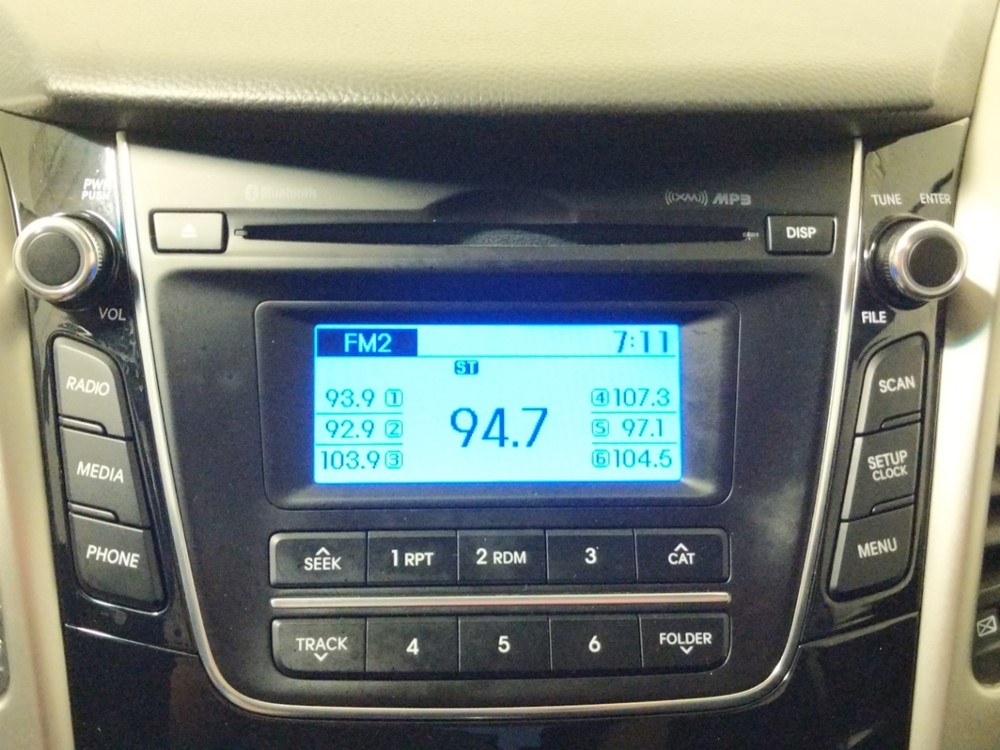 PWR
PUSH
Bluetooth
((XM)) MP3
TUNE ENTER
DISP
VOL
FILE
FM2 7:11
ST
93.9 1
92.9 2
103.9 3
94.7
4 107.3
5 97.1
6 104.5
RADIO
MEDIA
PHONE
SCAN
SETUP
CLOCK
MENU
SEEK 1 RPT 2 RDM 3 CAT
TRACK 4 5 6 FOLDER